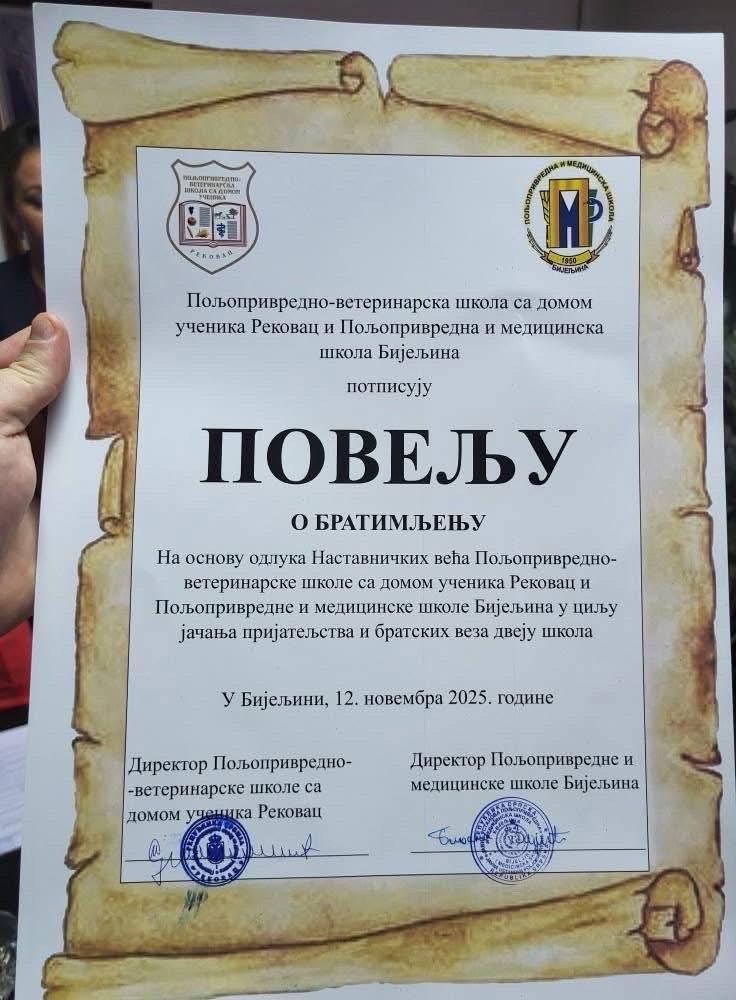 ПОЉОПРИВРЕДНО-
ВЕТЕРИНАРСКА
ШКОЛА СА ДОМОМ
УЧЕНИКА
РЕКОВАЦ
ПОЉОПРИВРЕДНА И МЕДИЦИНСКА ШКОЛА
1950
БИЈЕЉИНА
Пољопривредно-ветеринарска школа са домом
ученика Рековац и Пољопривредна и медицинска
школа Бијељина
потписују
ПОВЕЉУ
О БРАТИМЉЕЊУ
На основу одлука Наставничких већа Пољопривредно-
ветеринарске школе са домом ученика Рековац и
Пољопривредне и медицинске школе Бијељина у циљу
јачања пријатељства и братских веза двеју школа
У Бијељини, 12. новембра 2025. године
Директор Пољопривредно-
-ветеринарске школе са
домом ученика Рековац
Директор Пољопривредне и
медицинске школе Бијељина
РЕКОВАЦ
РЕПУБЛИКА СРПСКА